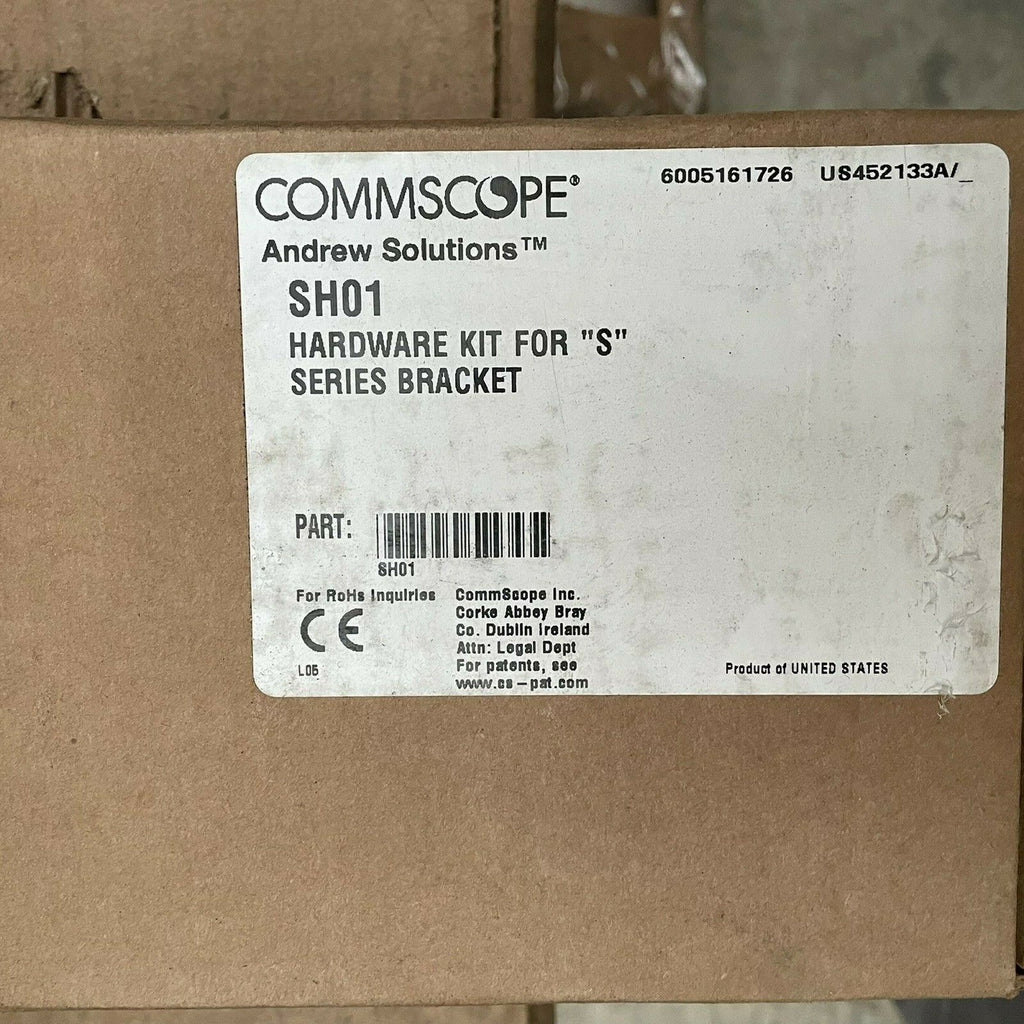 COMMSCOPE®
6005161726 US452133A/_
Andrew Solutions™
SH01
HARDWARE KIT FOR "S"
SERIES BRACKET
PART:
SH01
For RoHs Inquiries
CE
L05
CommScope Inc.
Corke Abbey Bray
Co. Dublin Ireland
Attn: Legal Dept
For patents, see
www.cs-pat.com
Product of UNITED STATES